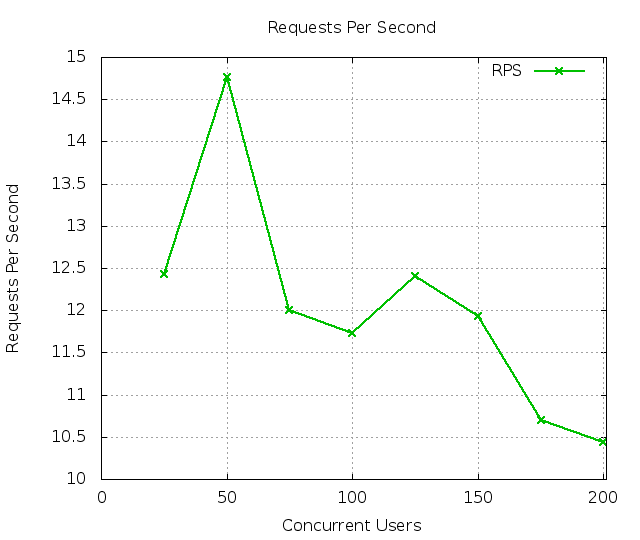 Requests Per Second
RPS
Requests Per Second
15
14.5
14
13.5
13
12.5
12
11.5
11
10.5
10
0 50 100 150 200
Concurrent Users